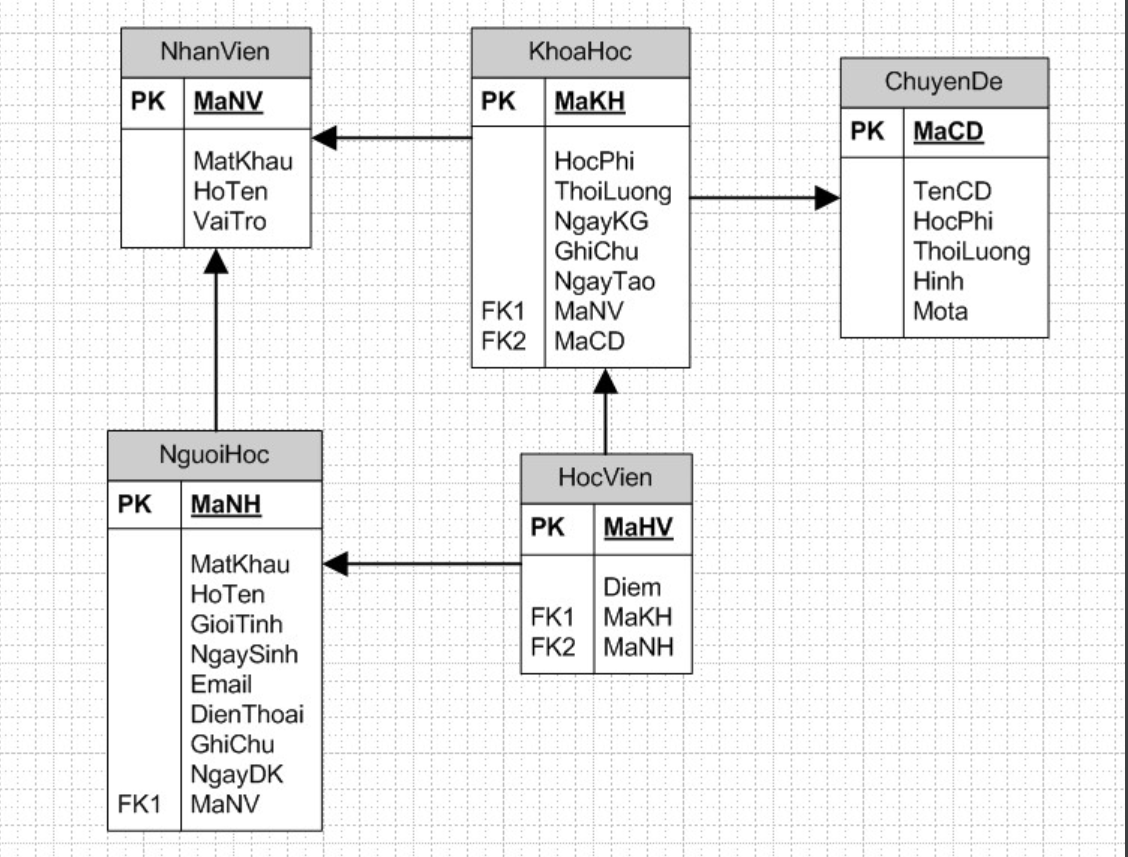 NhanVien
PK MaNV
MatKhau
HoTen
VaiTro
KhoaHoc
PK MaKH
HocPhi
ThoiLuong
NgayKG
GhiChu
NgayTao
FK1 MaNV
FK2 MaCD
ChuyenDe
PK MaCD
TenCD
HocPhi
ThoiLuong
Hinh
Mota
NguoiHoc
PK MaNH
MatKhau
HoTen
GioiTinh
NgaySinh
Email
DienThoai
GhiChu
NgayDK
FK1 MaNV
HocVien
PK MaHV
Diem
FK1 MaKH
FK2 MaNH